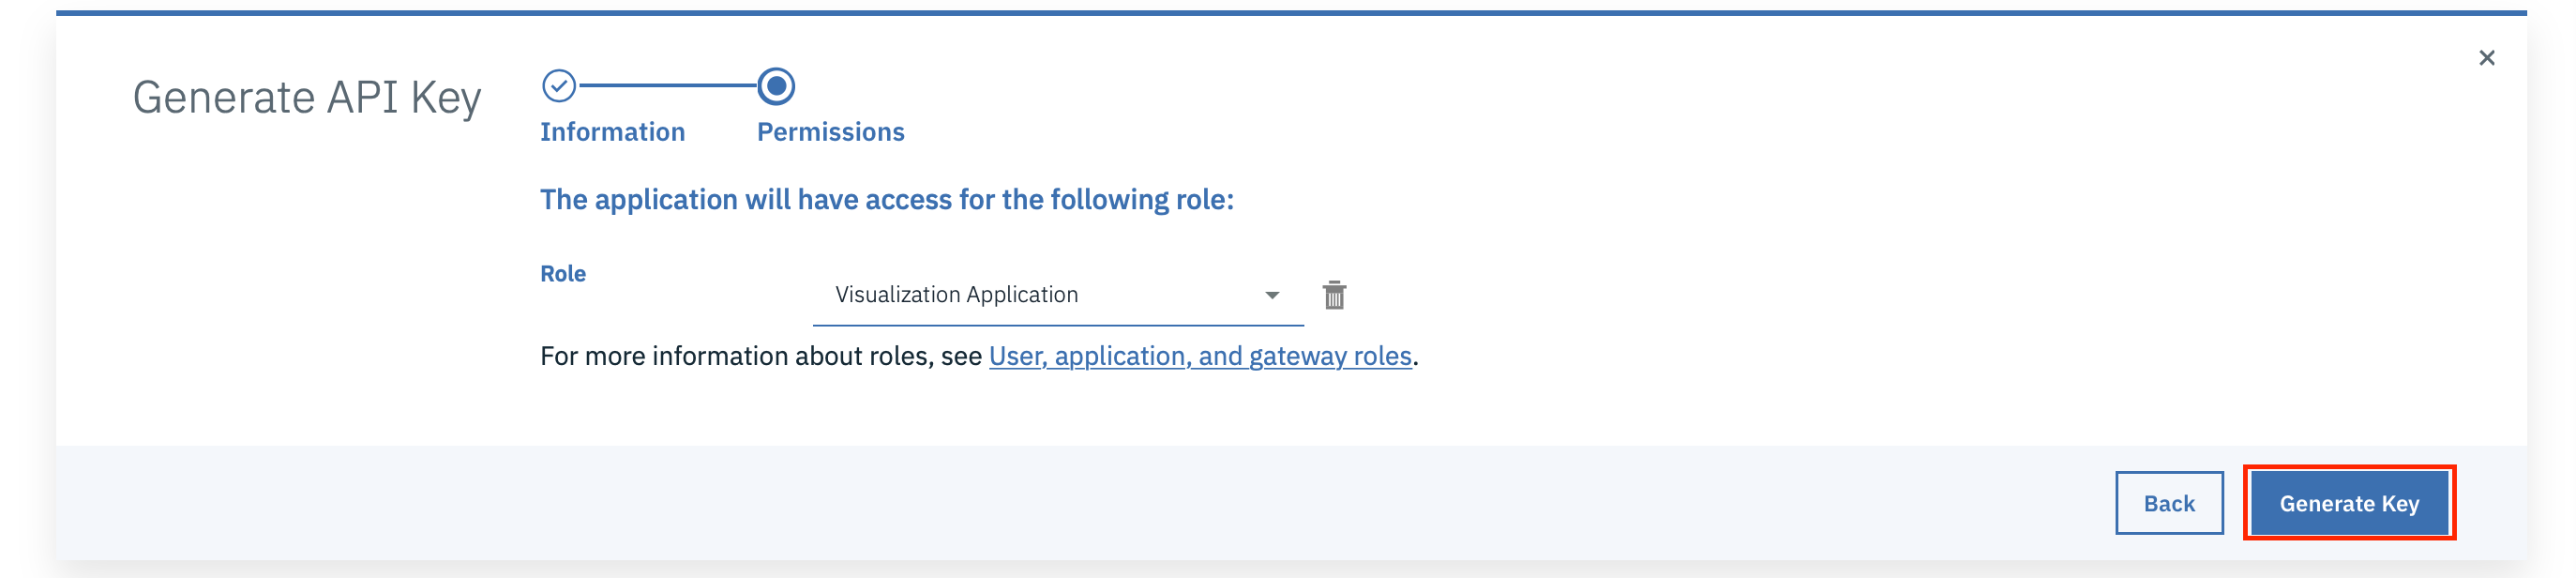 Generate API Key
Information
Permissions
The application will have access for the following role:
Role
Visualization Application
For more information about roles, see User, application, and gateway roles.
Back
Generate Key